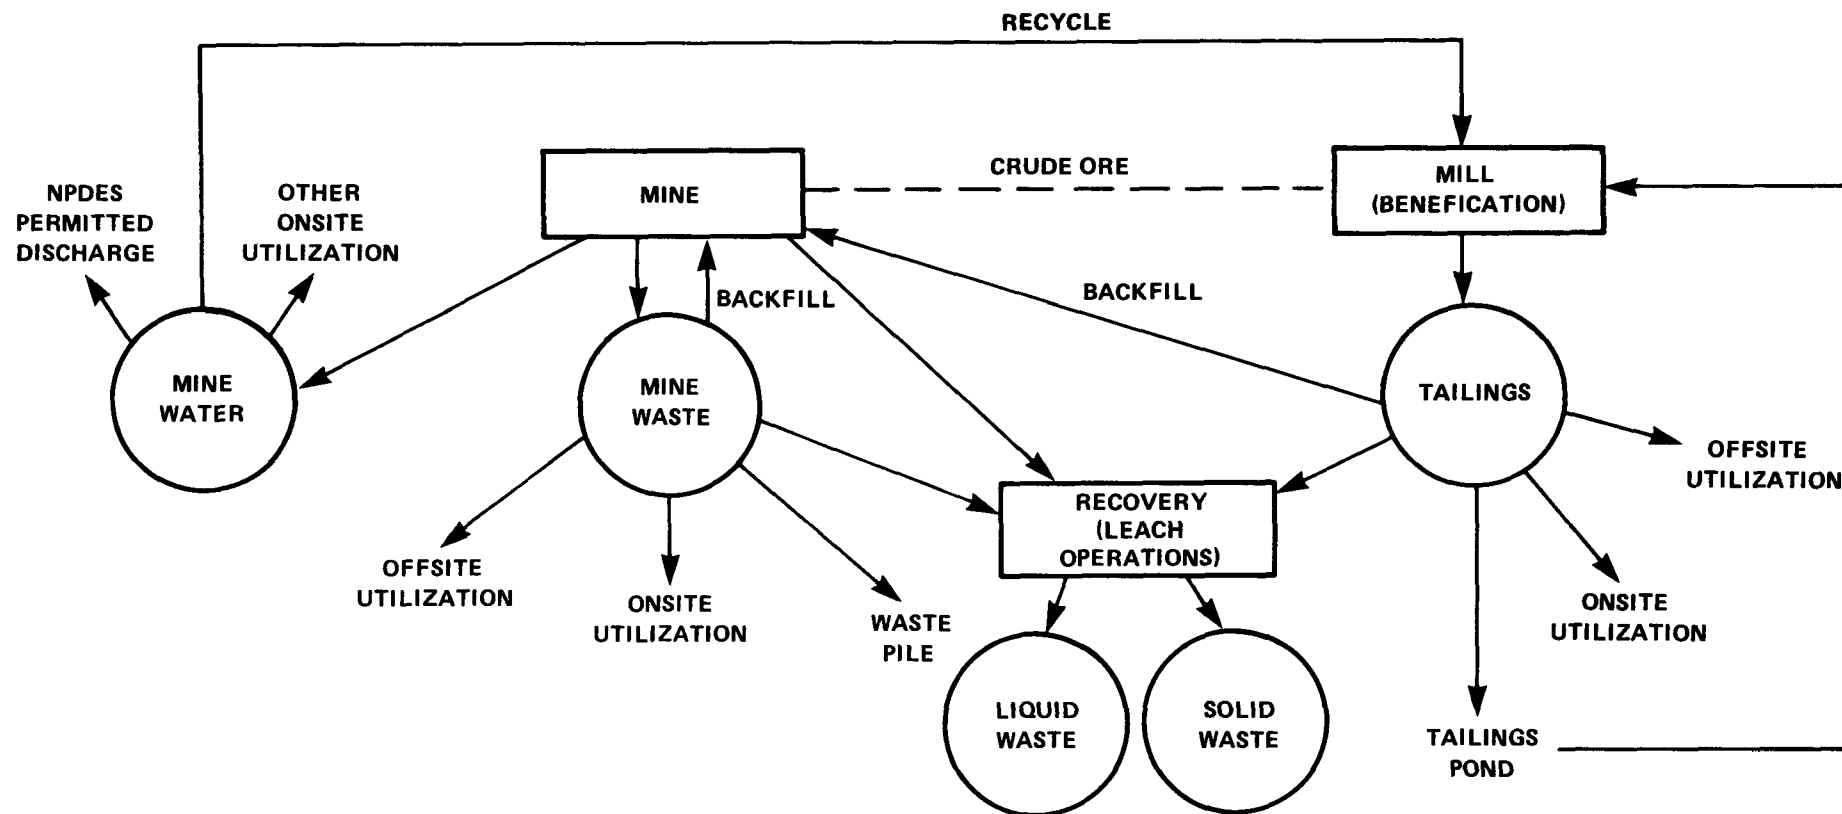 RECYCLE
NPDES
PERMITTED
DISCHARGE
OTHER
ONSITE
UTILIZATION
MINE
CRUDE ORE
MILL
(BENEFICATION)
BACKFILL
BACKFILL
MINE
WATER
MINE
WASTE
TAILINGS
OFFSITE
UTILIZATION
RECOVERY
(LEACH
OPERATIONS)
OFFSITE
UTILIZATION
ONSITE
UTILIZATION
WASTE
PILE
ONSITE
UTILIZATION
LIQUID
WASTE
SOLID
WASTE
TAILINGS
POND